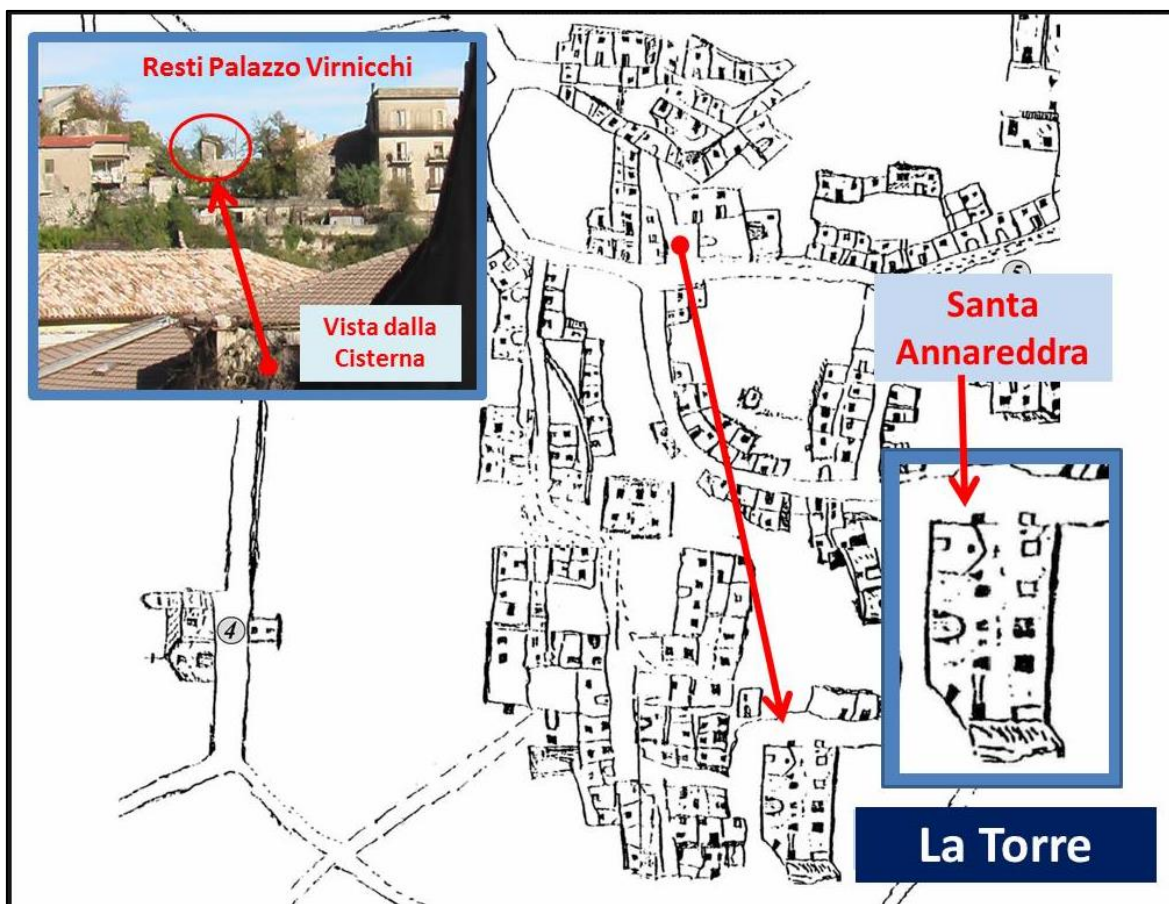 Resti Palazzo Virnicchi
Vista dalla
Cisterna
5
Santa
Annareddra
4
La Torre